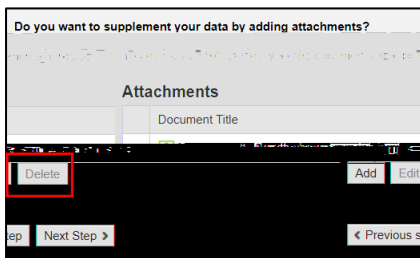 Do you want to supplement your data by adding attachments?
Attachments
Document Title
Delete
Add Edit
ep Next Step >
< Previous s